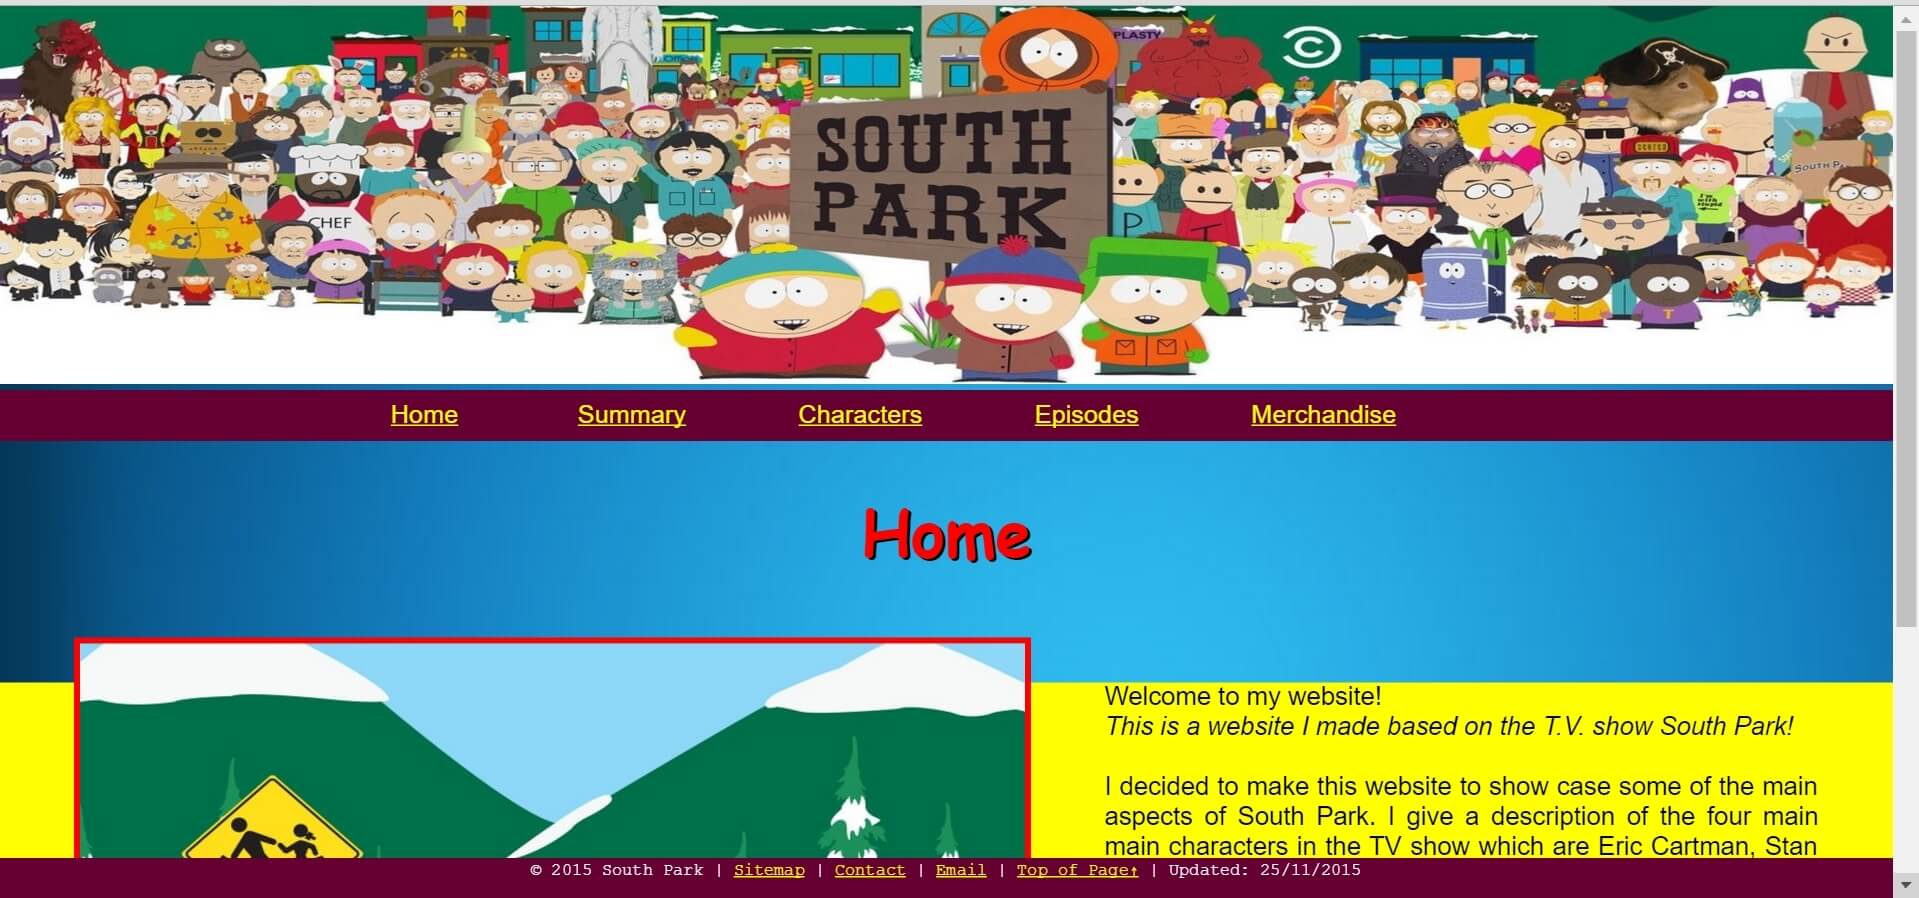 PLASTY
SOUTH
PARK
CHEF
SOUTH PA
P
T
T
Home Summary Characters Episodes Merchandise
Home
Welcome to my website!
This is a website I made based on the T.V. show South Park!
I decided to make this website to show case some of the main
aspects of South Park. I give a description of the four main
main characters in the TV show which are Eric Cartman, Stan
© 2015 South Park | Sitemap | Contact | Email | Top of Page↑ | Updated: 25/11/2015